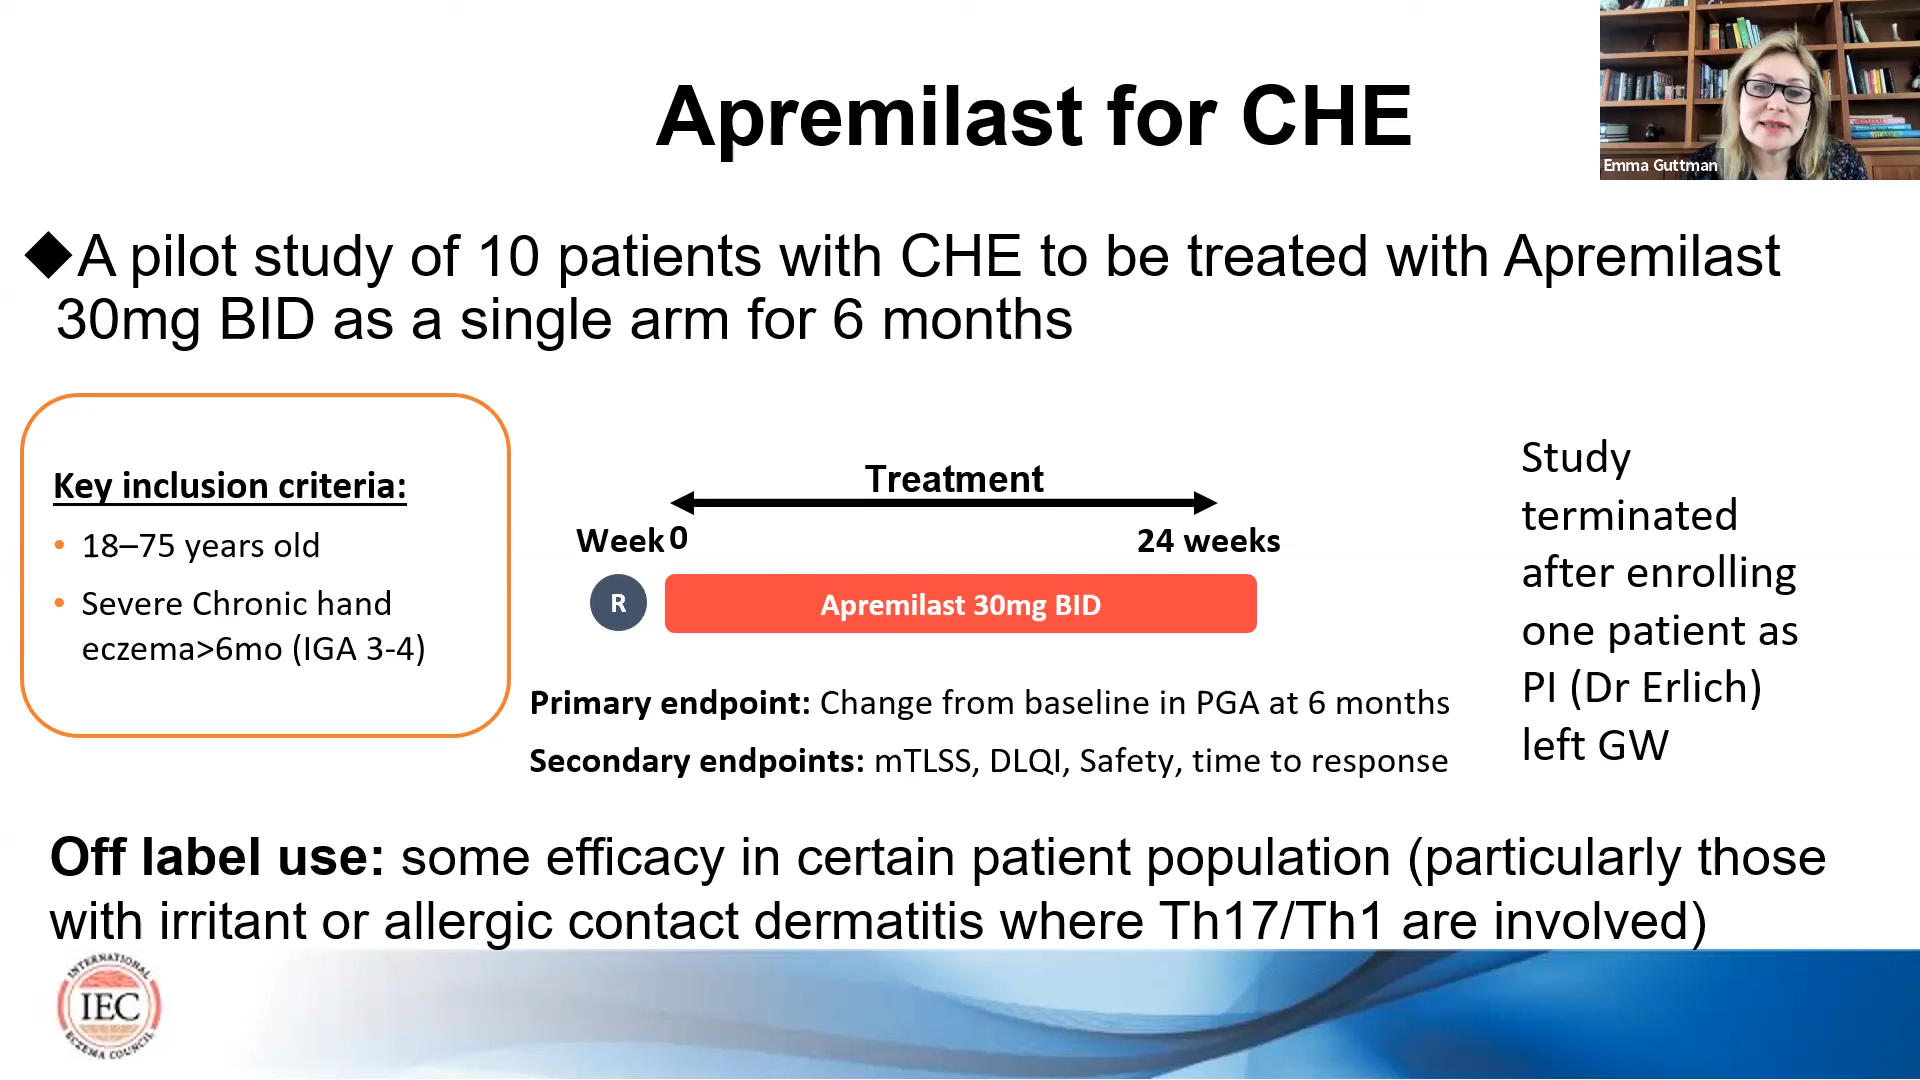 Apremilast for CHE
Emma Guttman
◆A pilot study of 10 patients with CHE to be treated with Apremilast
30mg BID as a single arm for 6 months
Key inclusion criteria:
• 18–75 years old
• Severe Chronic hand
eczema>6mo (IGA 3-4)
Treatment
Week 0
24 weeks
R
Apremilast 30mg BID
Primary endpoint: Change from baseline in PGA at 6 months
Secondary endpoints: mTLSS, DLQI, Safety, time to response
Study
terminated
after enrolling
one patient as
PI (Dr Erlich)
left GW
Off label use: some efficacy in certain patient population (particularly those
with irritant or allergic contact dermatitis where Th17/Th1 are involved)
INTERNATIONAL
IEC
ECZEMA COUNCIL